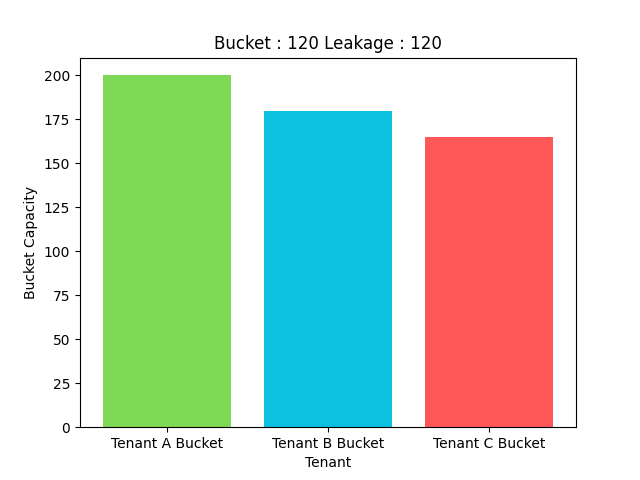 Bucket : 120 Leakage : 120
200
175
150
125
100
75
50
25
0
Bucket Capacity
Tenant A Bucket Tenant B Bucket Tenant C Bucket
Tenant